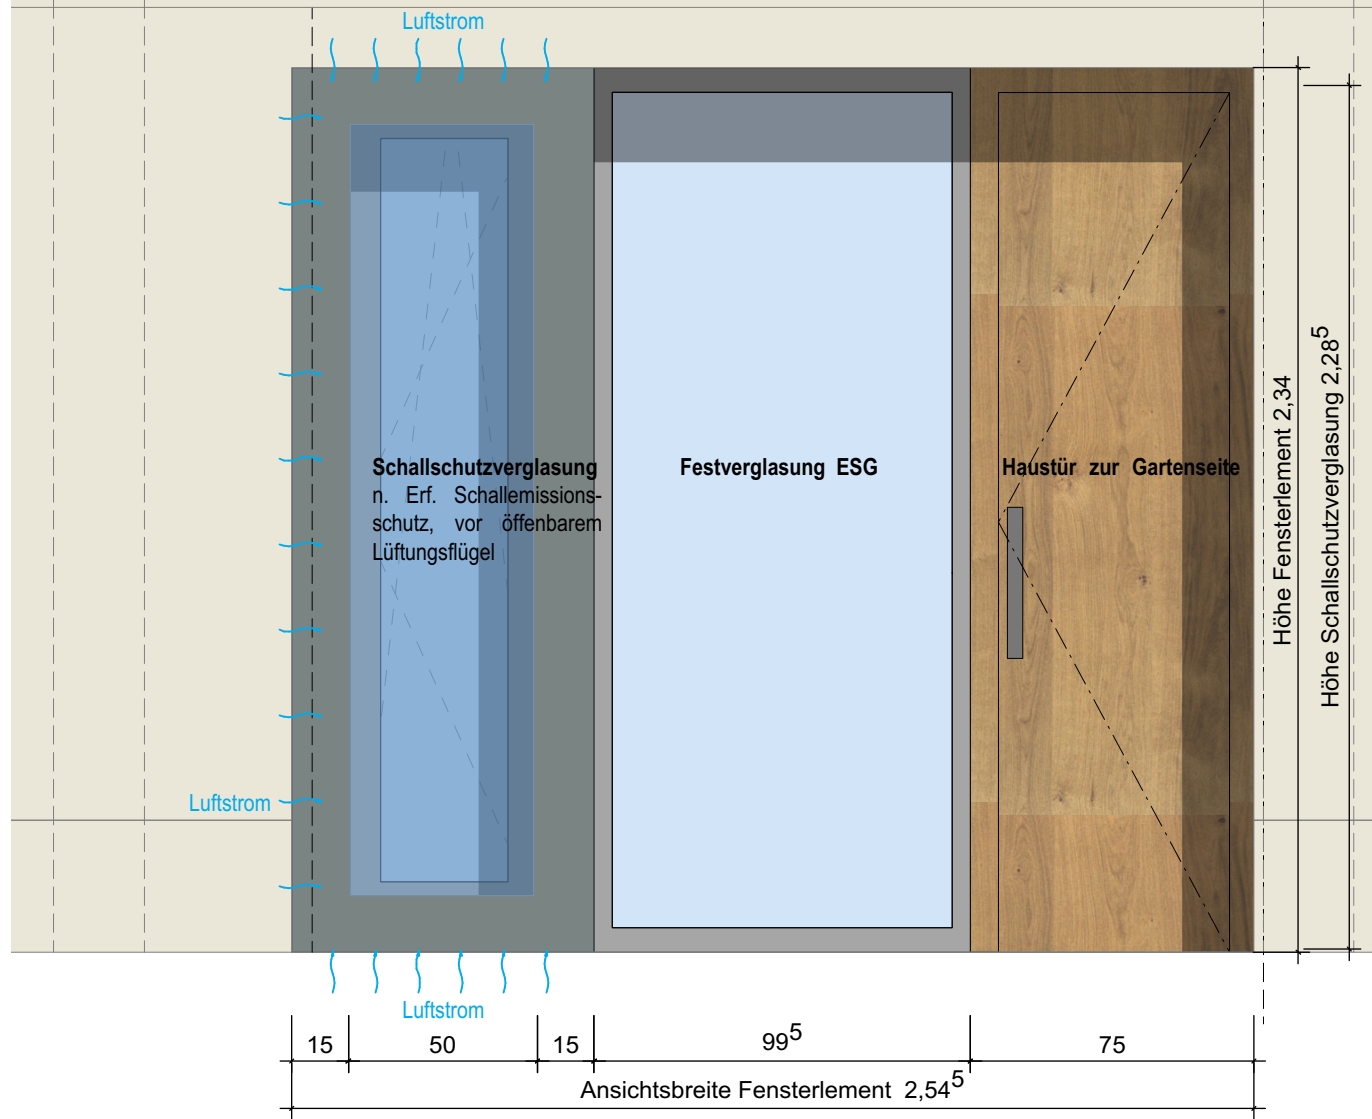 Luftstrom
Schallschutzverglasung
n. Erf. Schallemissions-
schutz, vor öffenbarem
Lüftungsflügel
Festverglasung ESG
Haustür zur Gartenseite
Höhe Fensterlement 2,34
Höhe Schallschutzverglasung 2,28⁵
Luftstrom
Luftstrom
15 50 15 99⁵ 75
Ansichtsbreite Fensterlement 2,54⁵